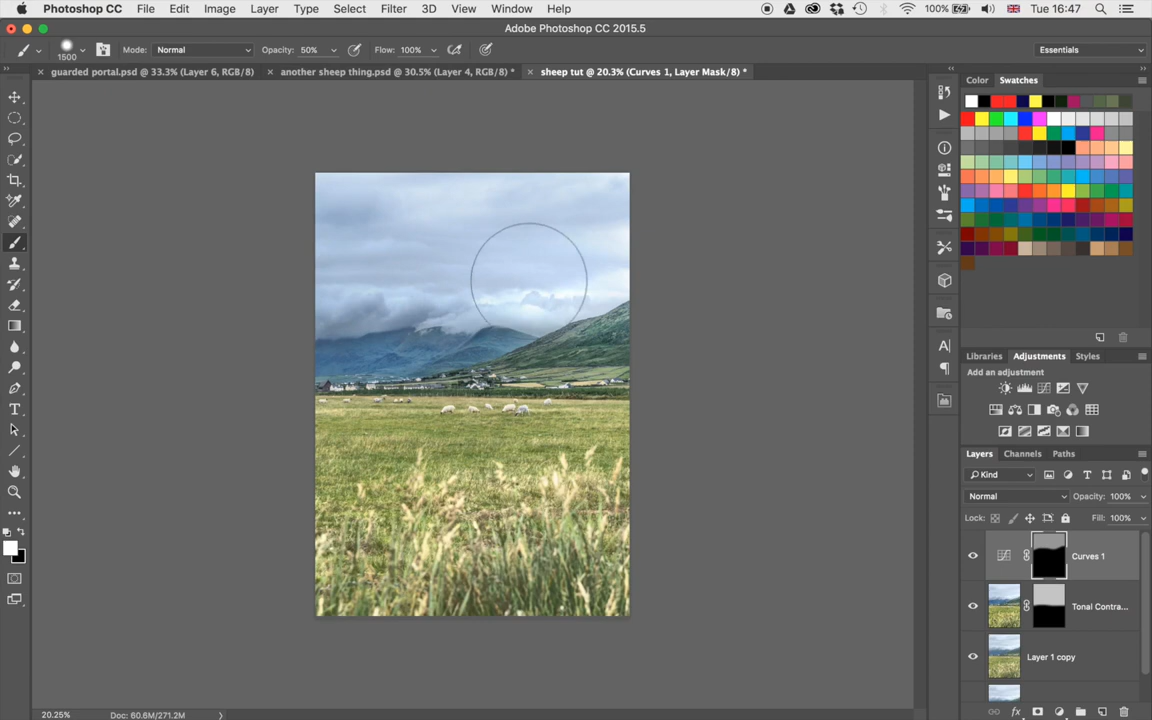 Photoshop CC File Edit Image Layer Type Select Filter 3D View Window Help 100% Tue 16:47
Adobe Photoshop CC 2015.5
1500 Mode: Normal Opacity: 50% Flow: 100% Essentials
guarded portal.psd @ 33.3% (Layer 6, RGB/8) another sheep thing.psd @ 30.5% (Layer 4, RGB/8) * sheep tut @ 20.3% (Curves 1, Layer Mask/8) *
Color Swatches
Libraries Adjustments Styles
Add an adjustment
Layers Channels Paths
Kind
Normal Opacity: 100%
Lock: Fill: 100%
Curves 1
Tonal Contra...
Layer 1 copy
20.25% Doc: 60.6M/271.2M